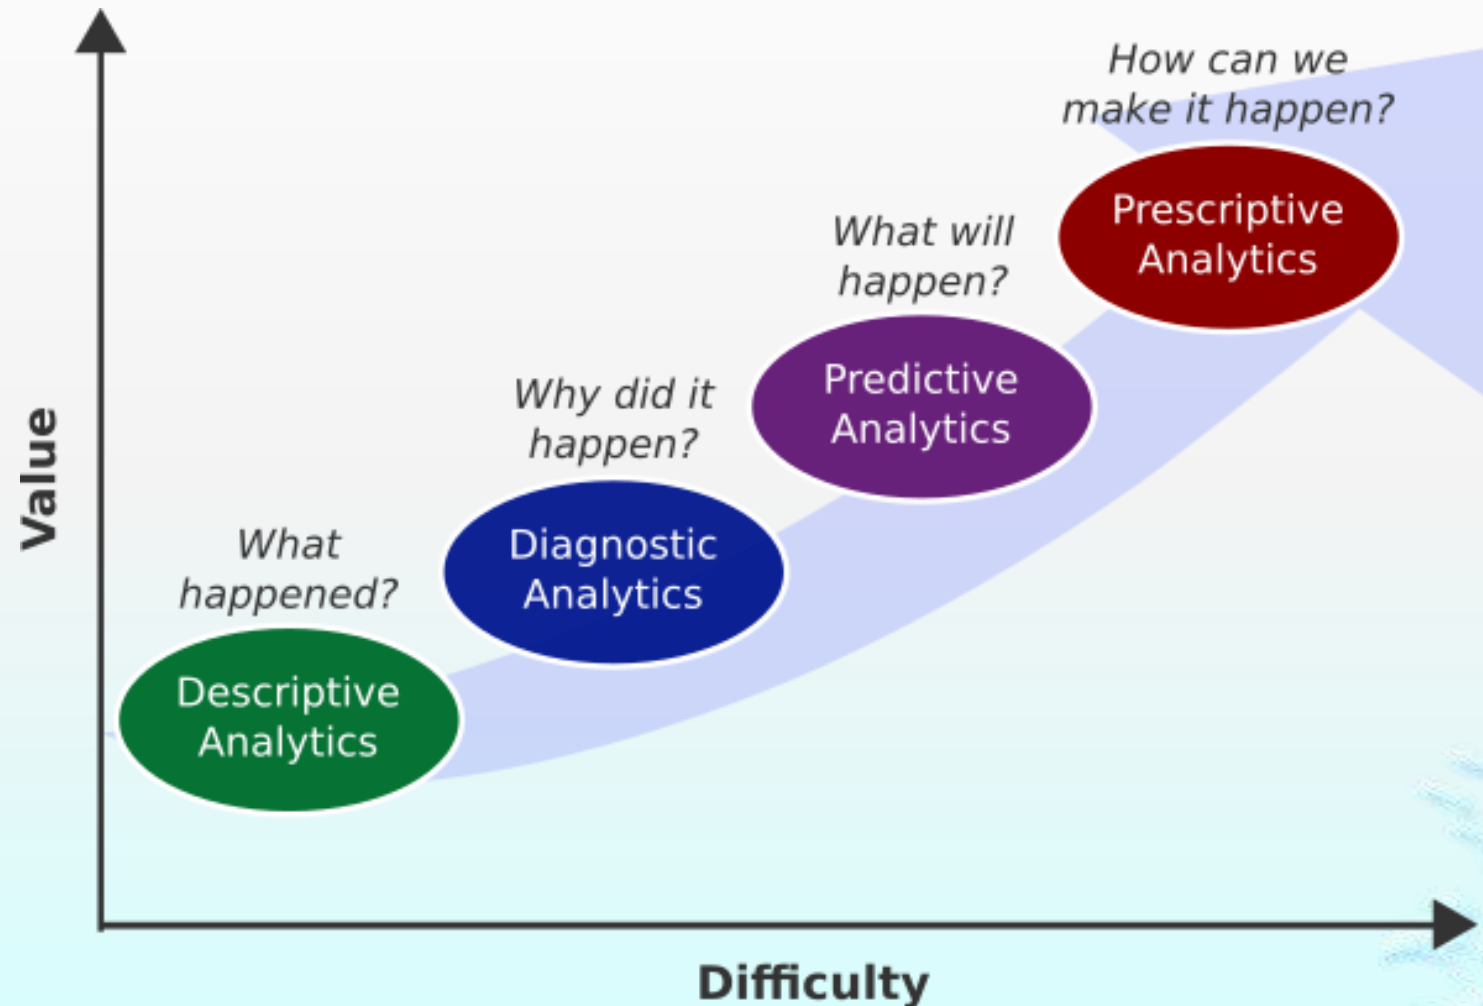 How can we
make it happen?
Prescriptive
Analytics
What will
happen?
Predictive
Analytics
Why did it
happen?
Diagnostic
Analytics
What
happened?
Descriptive
Analytics
Value
Difficulty